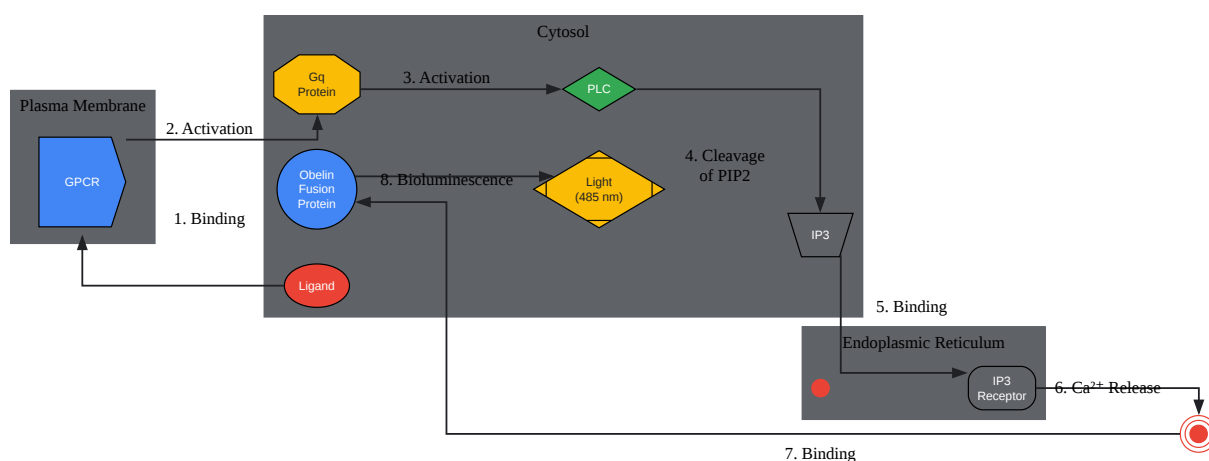 Cytosol
Gq
Protein
3. Activation
PLC
Plasma Membrane
2. Activation
GPCR
Obelin
Fusion
Protein
8. Bioluminescence
Light
(485 nm)
4. Cleavage
of PIP2
1. Binding
IP3
Ligand
5. Binding
Endoplasmic Reticulum
IP3
Receptor
6. Ca²⁺ Release
7. Binding